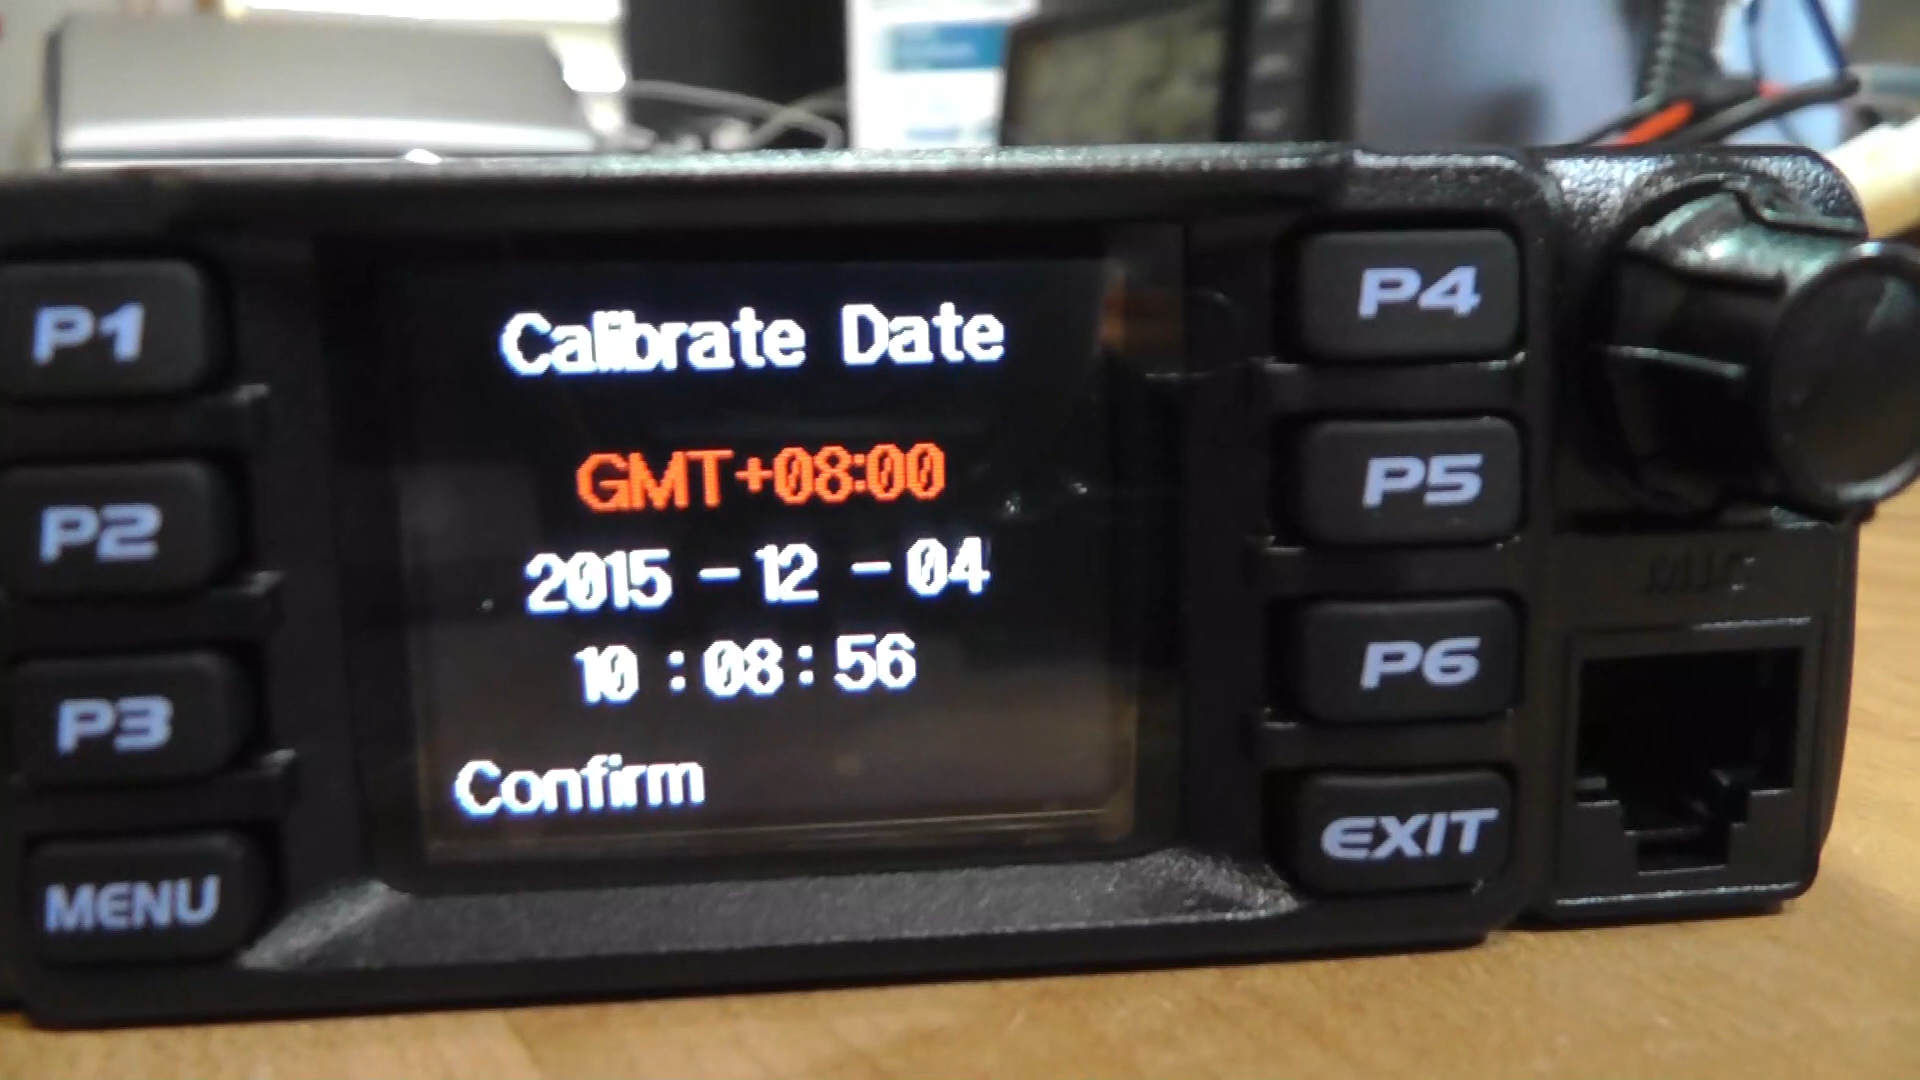 P1
P2
P3
MENU
Calibrate Date
GMT+08:00
2015 - 12 - 04
10 : 08 : 56
Confirm
P4
P5
P6
EXIT